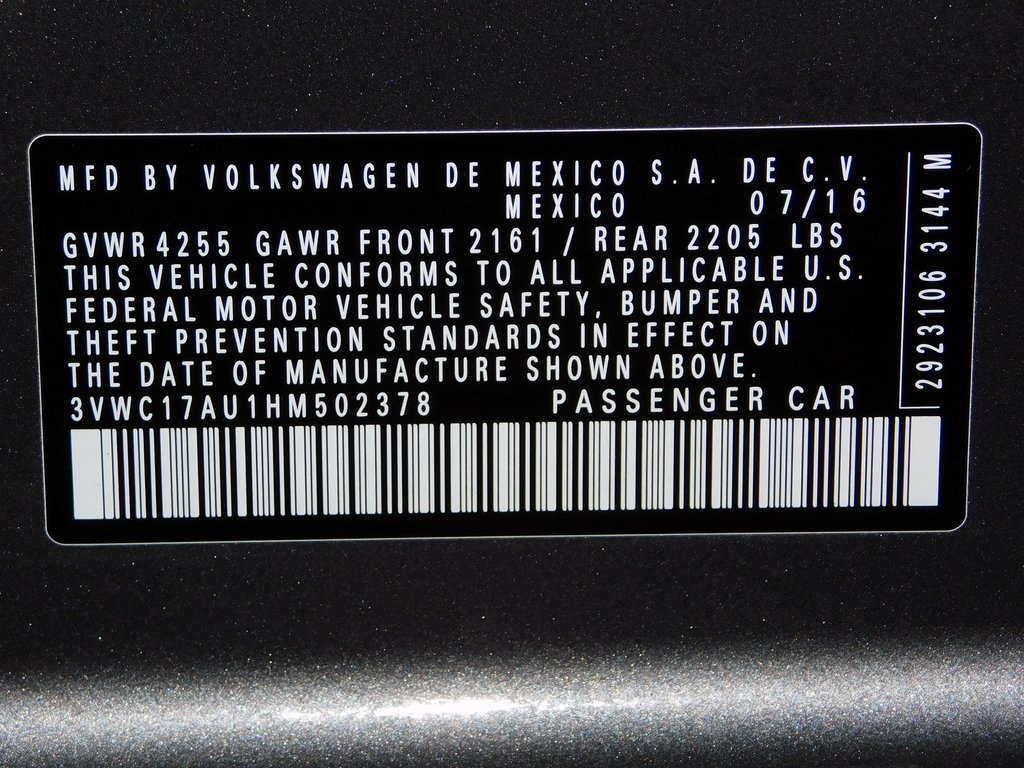 MFD BY VOLKSWAGEN DE MEXICO S.A. DE C.V.
MEXICO 07/16
GVWR 4255 GAWR FRONT 2161 / REAR 2205 LBS
THIS VEHICLE CONFORMS TO ALL APPLICABLE U.S.
FEDERAL MOTOR VEHICLE SAFETY, BUMPER AND
THEFT PREVENTION STANDARDS IN EFFECT ON
THE DATE OF MANUFACTURE SHOWN ABOVE.
3VWC17AU1HM502378 PASSENGER CAR
2923106 3144 M